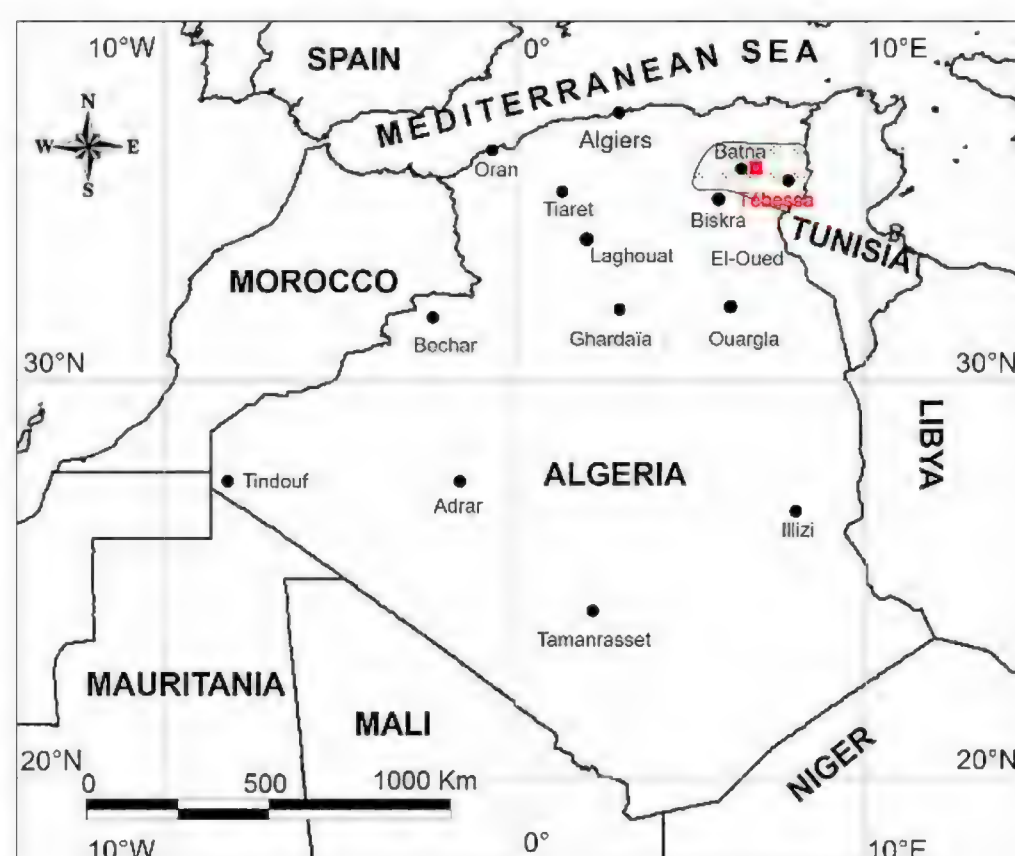 10°W
0°
10°E
SPAIN
MEDITERRANEAN SEA
N
W E
S
Algiers
Oran
Batna
Tébessa
Tiaret
Biskra
TUNISIA
Laghouat
El-Oued
MOROCCO
Bechar
Ghardaïa
Ouargla
30°N
30°N
LIBYA
ALGERIA
Tindouf
Adrar
Illizi
Tamanrasset
MAURITANIA
MALI
NIGER
20°N
20°N
0 500 1000 Km
10°W
0°
10°E